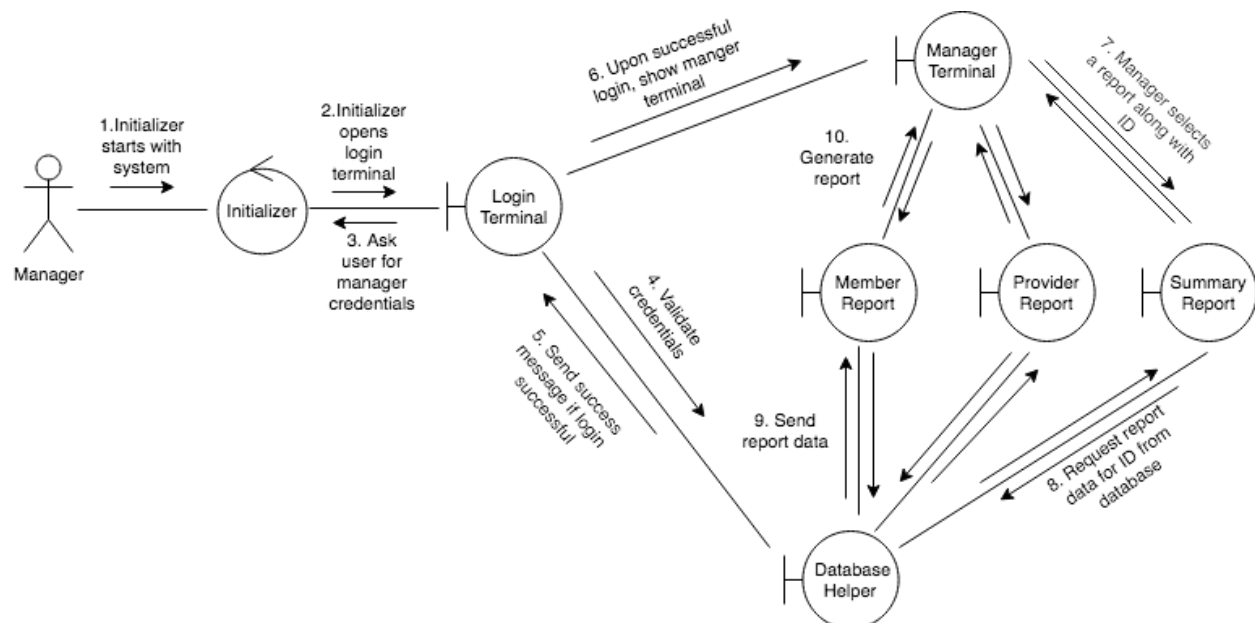 1.Initializer
starts with
system
Manager
Initializer
2.Initializer
opens
login
terminal
3. Ask
user for
manager
credentials
Login
Terminal
4. Validate
credentials
5. Send success
message if login
successful
6. Upon successful
login, show manger
terminal
Manager
Terminal
7. Manager selects
a report along with
ID
10.
Generate
report
Member
Report
Provider
Report
Summary
Report
9. Send
report data
8. Request report
data for ID from
database
Database
Helper